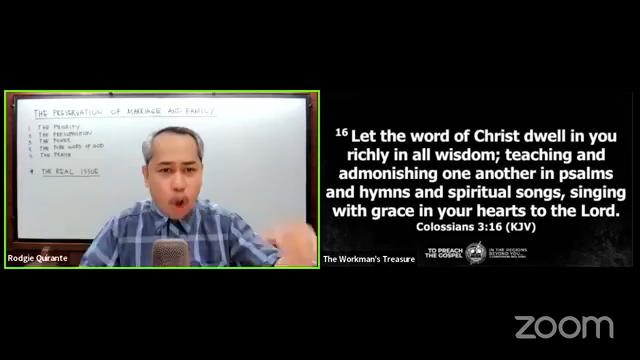 THE PRESERVATION OF MARRIAGE AND FAMILY
1 THE PRIORITY
2 THE PRESUPPOSITION
3 THE POWER
4 THE PURE WORD OF GOD
5 THE PRAISE
THE REAL ISSUE
Rodgie Quirante
16 Let the word of Christ dwell in you
richly in all wisdom; teaching and
admonishing one another in psalms
and hymns and spiritual songs, singing
with grace in your hearts to the Lord.
Colossians 3:16 (KJV)
TO PREACH
THE GOSPEL
IN THE REGIONS
BEYOND YOU...
The Workman's Treasure
zoom